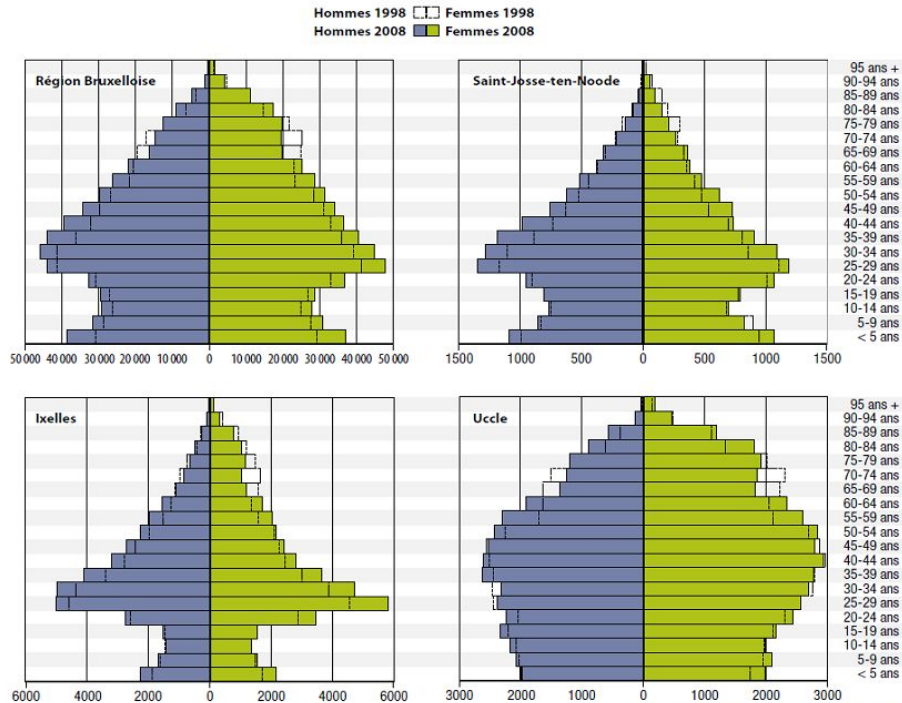 Hommes 1998 Femmes 1998
Hommes 2008 Femmes 2008
Région Bruxelloise
Saint-Josse-ten-Noode
95 ans +
90-94 ans
85-89 ans
80-84 ans
75-79 ans
70-74 ans
65-69 ans
60-64 ans
55-59 ans
50-54 ans
45-49 ans
40-44 ans
35-39 ans
30-34 ans
25-29 ans
20-24 ans
15-19 ans
10-14 ans
5-9 ans
< 5 ans
50 000 40 000 30 000 20 000 10 000 0 10 000 20 000 30 000 40 000 50 000
1500 1000 500 0 500 1000 1500
Ixelles
Uccle
95 ans +
90-94 ans
85-89 ans
80-84 ans
75-79 ans
70-74 ans
65-69 ans
60-64 ans
55-59 ans
50-54 ans
45-49 ans
40-44 ans
35-39 ans
30-34 ans
25-29 ans
20-24 ans
15-19 ans
10-14 ans
5-9 ans
< 5 ans
6000 4000 2000 0 2000 4000 6000
3000 2000 1000 0 1000 2000 3000